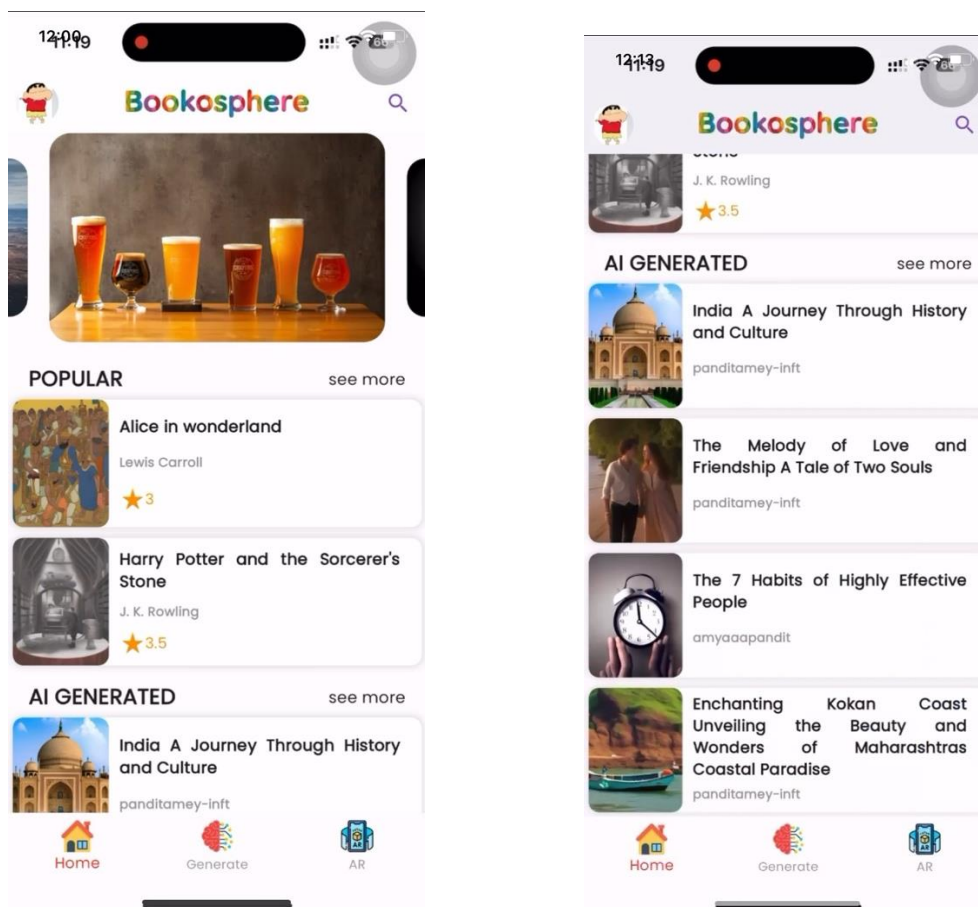 Bookosphere
POPULAR see more
Alice in wonderland
Lewis Carroll
3
Harry Potter and the Sorcerer's
Stone
J. K. Rowling
3.5
AI GENERATED see more
India A Journey Through History
and Culture
panditamey-inft
Home Generate AR
Bookosphere
J. K. Rowling
3.5
AI GENERATED see more
India A Journey Through History
and Culture
panditamey-inft
The Melody of Love and
Friendship A Tale of Two Souls
panditamey-inft
The 7 Habits of Highly Effective
People
amyaaapandit
Enchanting Kokan Coast
Unveiling the Beauty and
Wonders of Maharashtras
Coastal Paradise
panditamey-inft
Home Generate AR